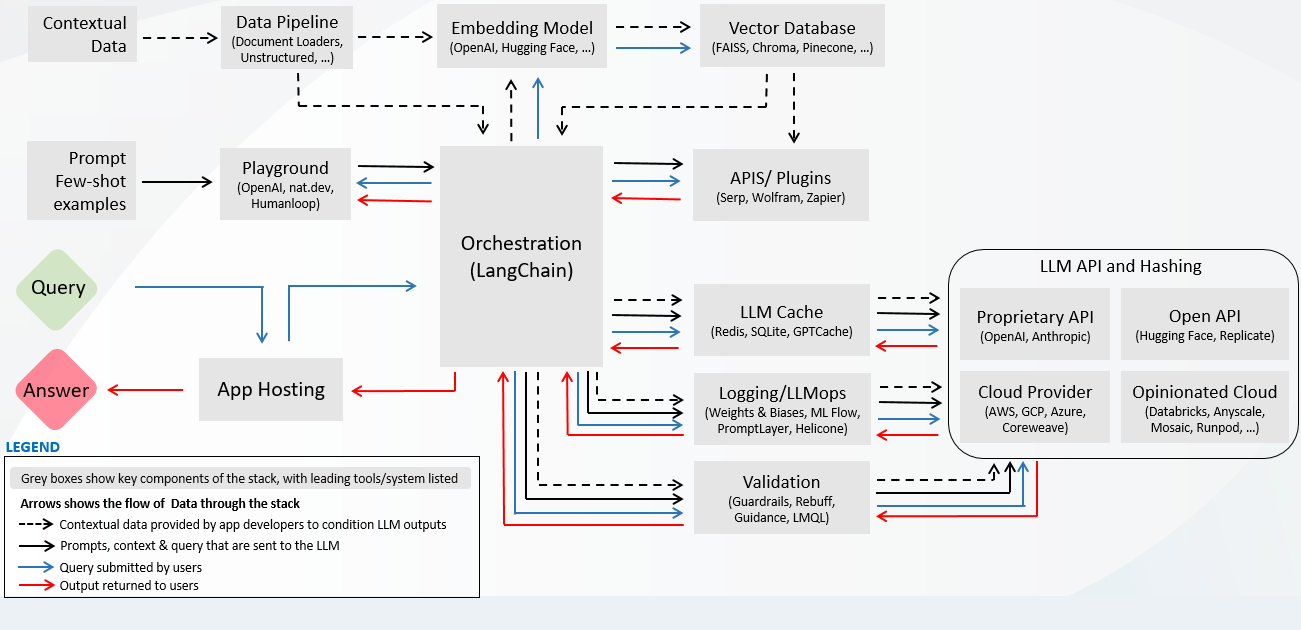 Contextual
Data
Data Pipeline
(Document Loaders,
Unstructured, ...)
Embedding Model
(OpenAI, Hugging Face, ...)
Vector Database
(FAISS, Chroma, Pinecone, ...)
Prompt
Few-shot
examples
Playground
(OpenAI, nat.dev,
Humanloop)
Orchestration
(LangChain)
APIS/ Plugins
(Serp, Wolfram, Zapier)
Query
Answer
App Hosting
LLM Cache
(Redis, SQLite, GPTCache)
Logging/LLMops
(Weights & Biases, ML Flow,
PromptLayer, Helicone)
Validation
(Guardrails, Rebuff,
Guidance, LMQL)
LLM API and Hashing
Proprietary API
(OpenAI, Anthropic)
Open API
(Hugging Face, Replicate)
Cloud Provider
(AWS, GCP, Azure,
Coreweave)
Opinionated Cloud
(Databricks, Anyscale,
Mosaic, Runpod, ...)
LEGEND
Grey boxes show key components of the stack, with leading tools/system listed
Arrows shows the flow of Data through the stack
Contextual data provided by app developers to condition LLM outputs
Prompts, context & query that are sent to the LLM
Query submitted by users
Output returned to users